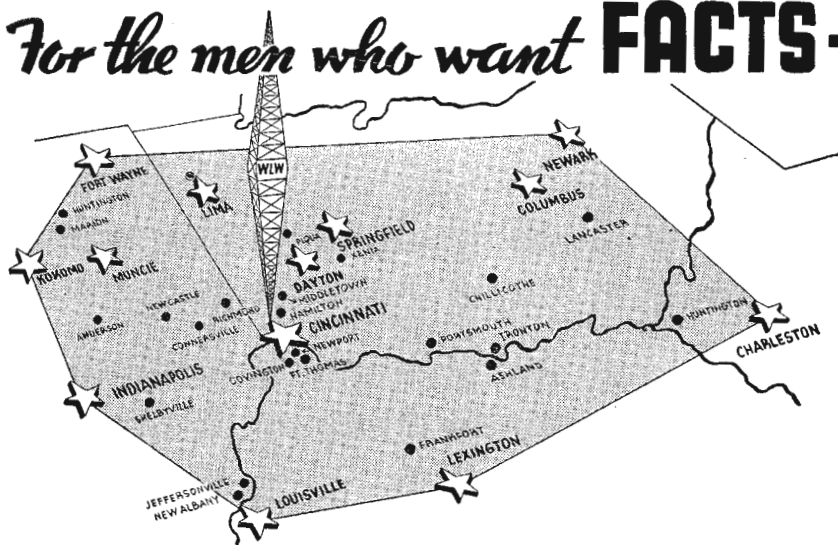 For the men who want FACTS-
WLW
NEWARK
FORT WAYNE
COLUMBUS
LIMA
HUNTINGTON
MARION
LANCASTER
PIQUA
SPRINGFIELD
XENIA
KOKOMO
MUNCIE
DAYTON
MIDDLETOWN
HAMILTON
CHILLICOTHE
NEWCASTLE
RICHMOND
ANDERSON
CONNERSVILLE
CINCINNATI
HUNTINGTON
CHARLESTON
NEWPORT
PORTSMOUTH
IRONTON
COVINGTON
FT. THOMAS
ASHLAND
INDIANAPOLIS
SHELBYVILLE
FRANKFORT
LEXINGTON
JEFFERSONVILLE
NEW ALBANY
LOUISVILLE